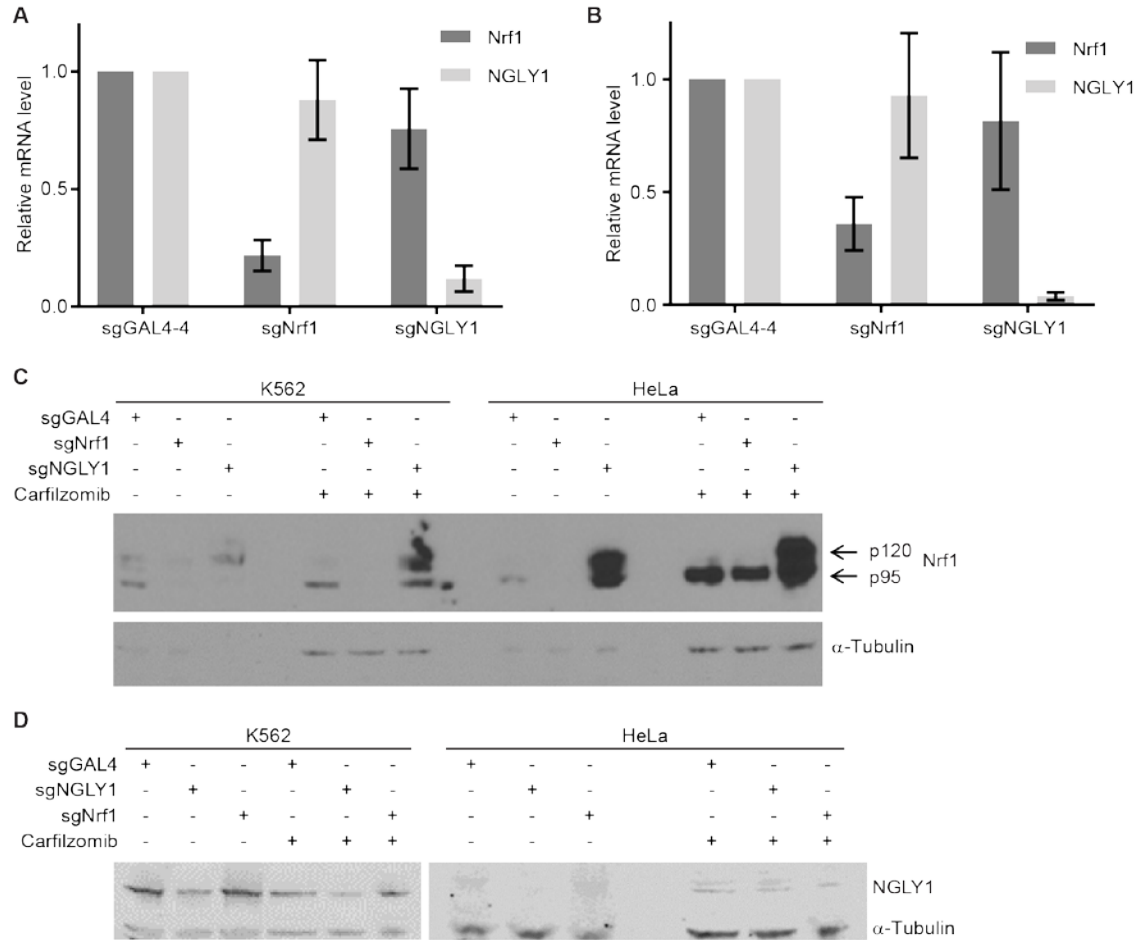 A
Relative mRNA level
1.0
0.5
0.0
Nrf1
NGLY1
sgGAL4-4 sgNrf1 sgNGLY1
B
Relative mRNA level
1.0
0.5
0.0
Nrf1
NGLY1
sgGAL4-4 sgNrf1 sgNGLY1
C
K562 HeLa
sgGAL4 + - - + - - + - - + - -
sgNrf1 - + - - + - - + - - + -
sgNGLY1 - - + - - + - - + - - +
Carfilzomib - - - + + + - - - + + +
p120
Nrf1
p95
α-Tubulin
D
K562 HeLa
sgGAL4 + - - + - - + - - + - -
sgNGLY1 - + - - + - - + - - + -
sgNrf1 - - + - - + - - + - - +
Carfilzomib - - - + + + - - - + + +
NGLY1
α-Tubulin